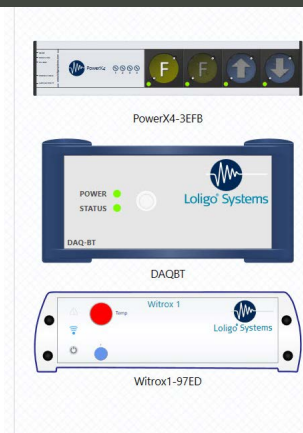 PowerX4
F
F
PowerX4-3EFB
POWER
STATUS
Loligo® Systems
DAQ-BT
DAQBT
Witrox 1
Temp
Loligo® Systems
Witrox1-97ED